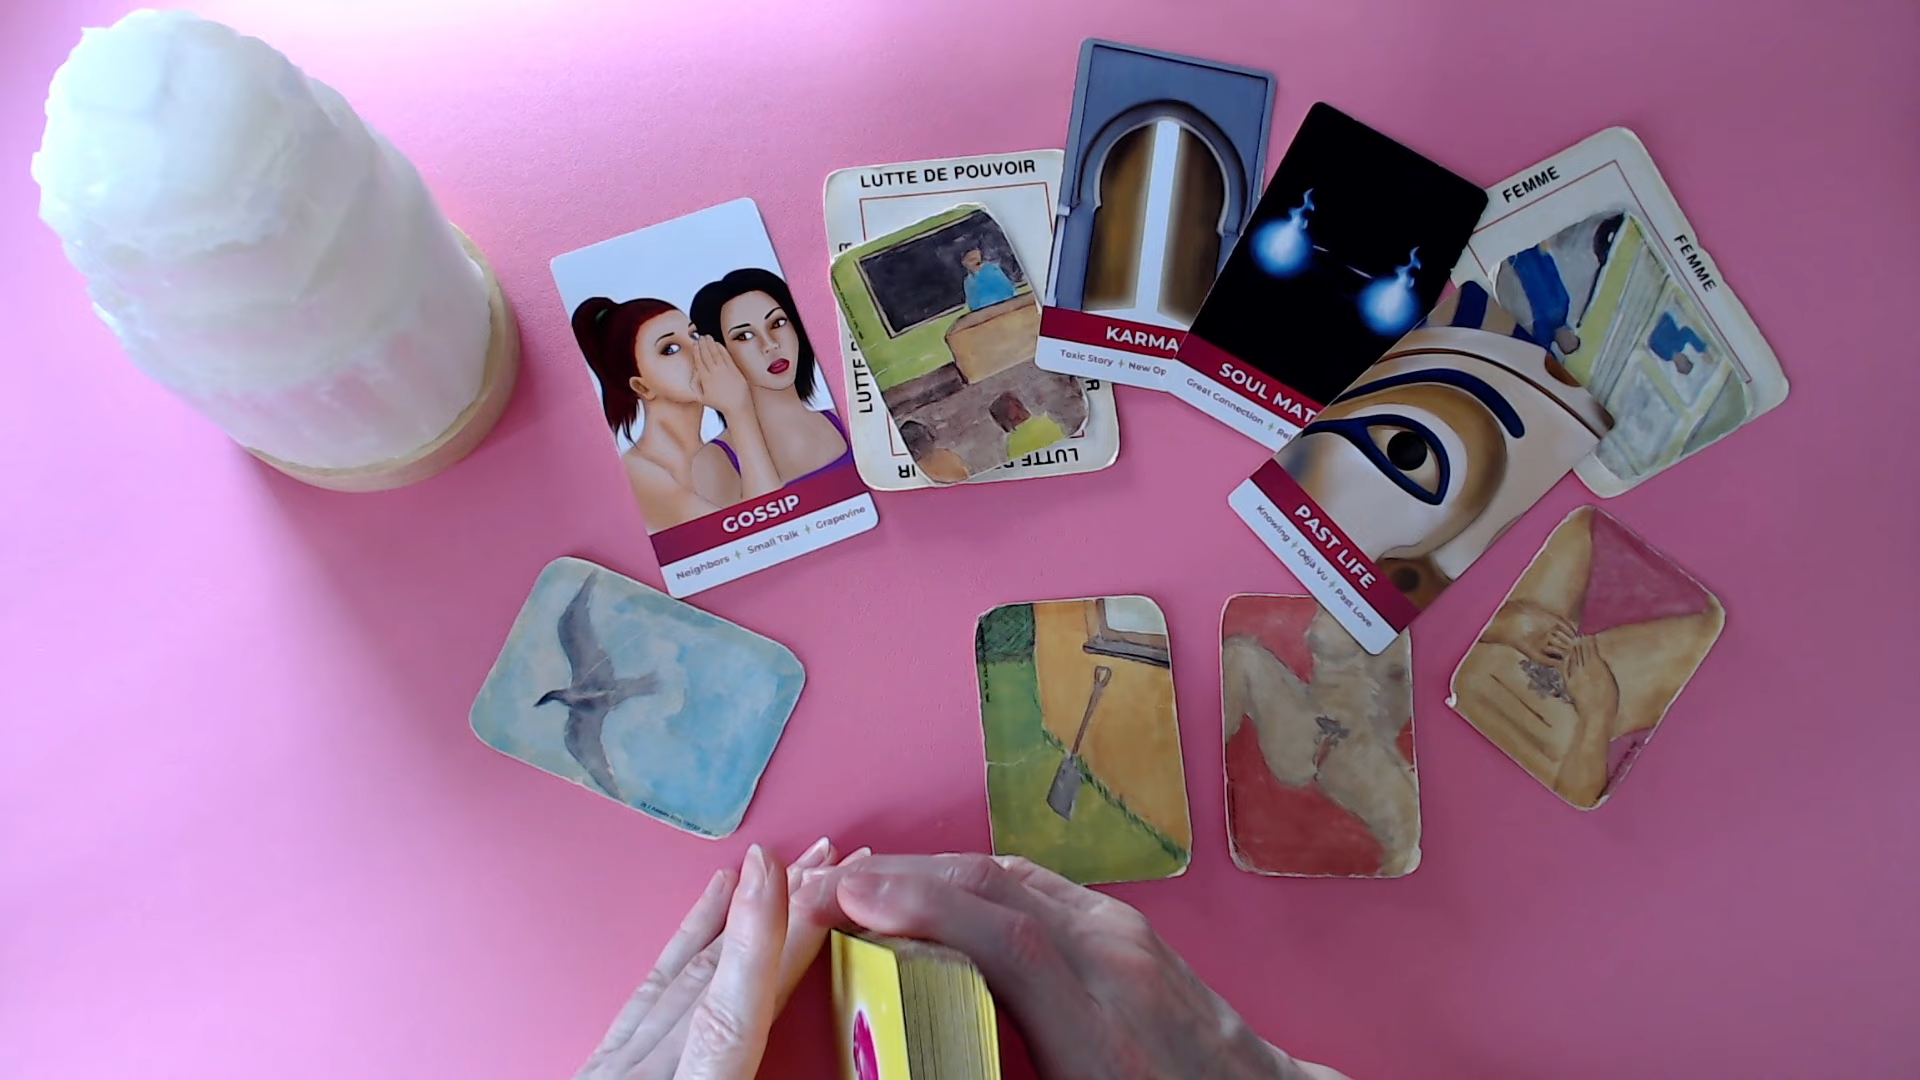 GOSSIP
Neighbors + Small Talk + Grapevine
LUTTE DE POUVOIR
LUTTE
KARMA
Toxic Story + New Op
SOUL MAT
Great Connection +
PAST LIFE
Knowing + Déjà Vu + Past Love
FEMME
FEMME